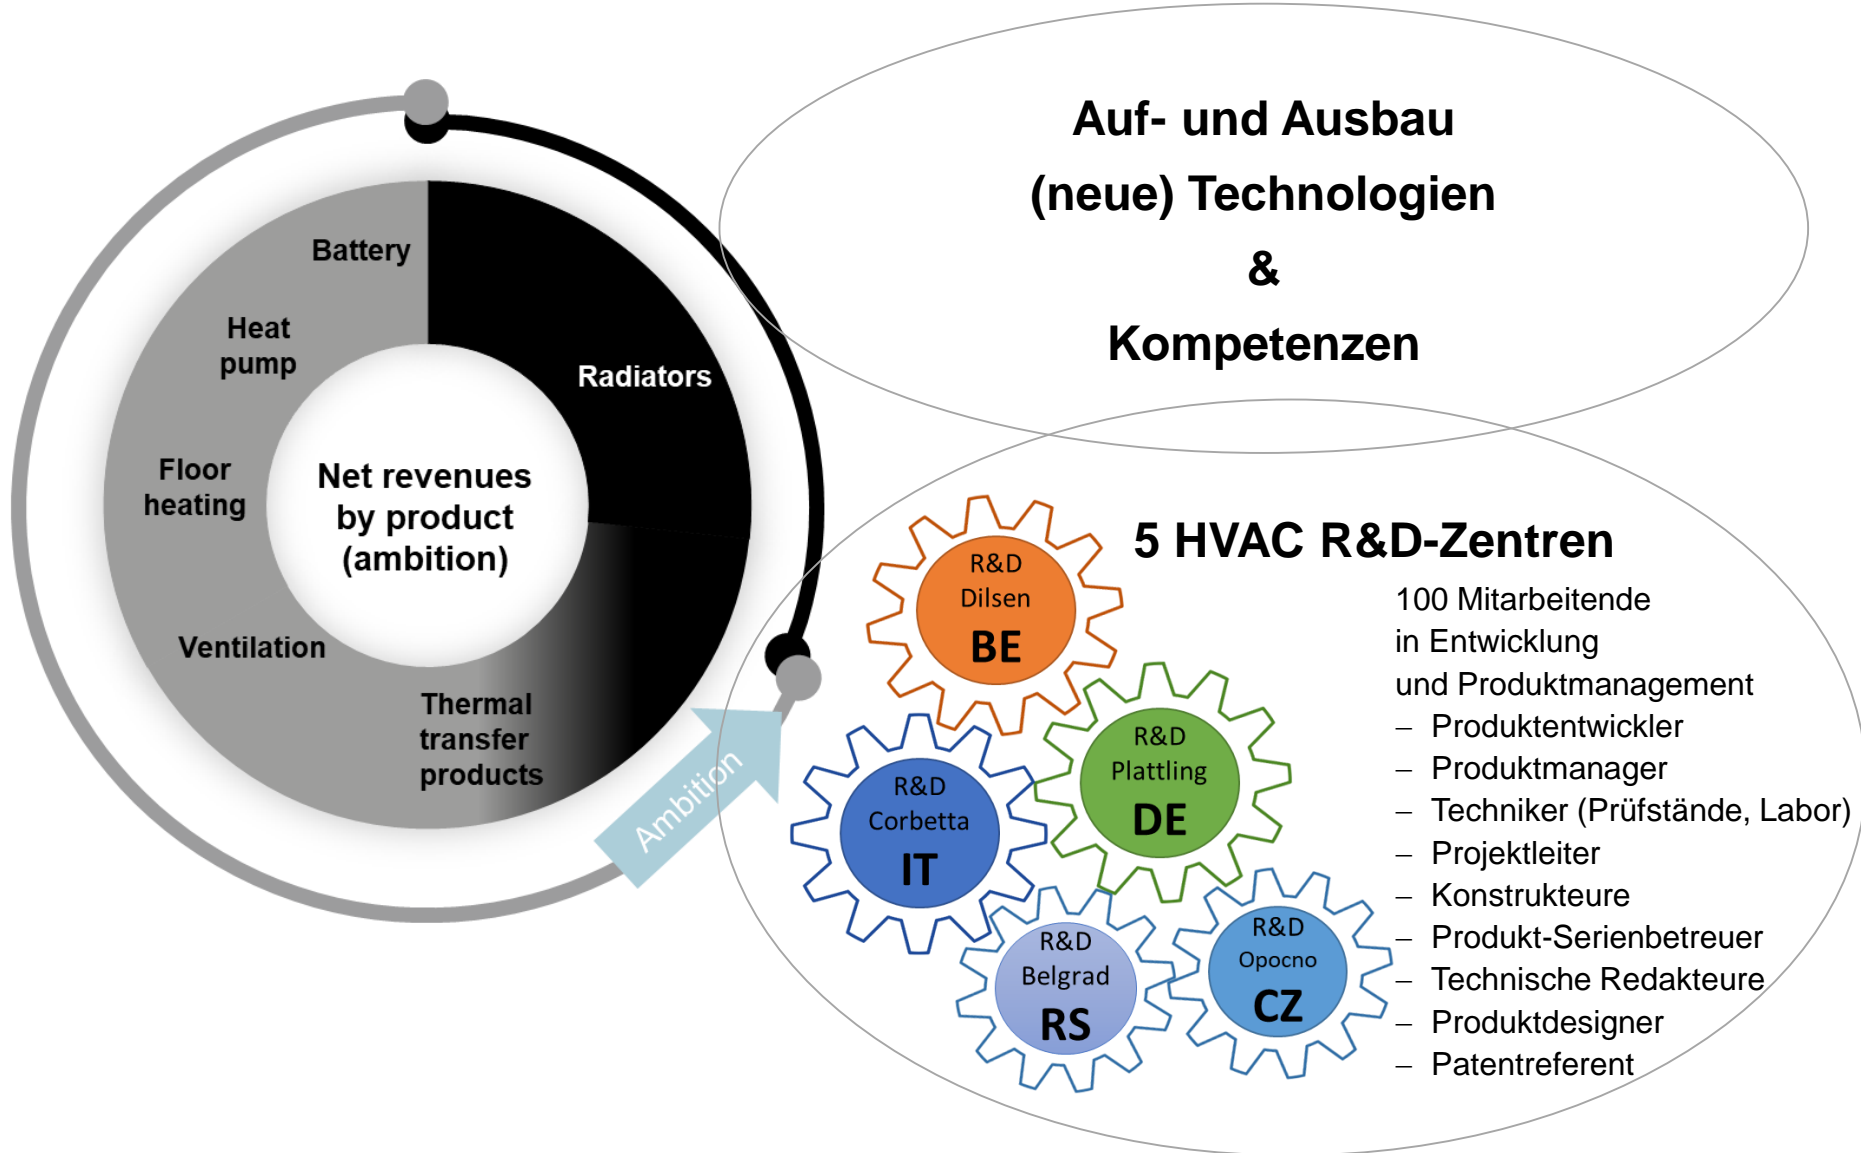 Battery
Heat
pump
Radiators
Floor
heating
Net revenues
by product
(ambition)
Ventilation
Thermal
transfer
products
Ambition
Auf- und Ausbau
(neue) Technologien
&
Kompetenzen
5 HVAC R&D-Zentren
R&D
Dilsen
BE
R&D
Plattling
DE
R&D
Corbetta
IT
R&D
Belgrad
RS
R&D
Opocno
CZ
100 Mitarbeitende
in Entwicklung
und Produktmanagement
– Produktentwickler
– Produktmanager
– Techniker (Prüfstände, Labor)
– Projektleiter
– Konstrukteure
– Produkt-Serienbetreuer
– Technische Redakteure
– Produktdesigner
– Patentreferent